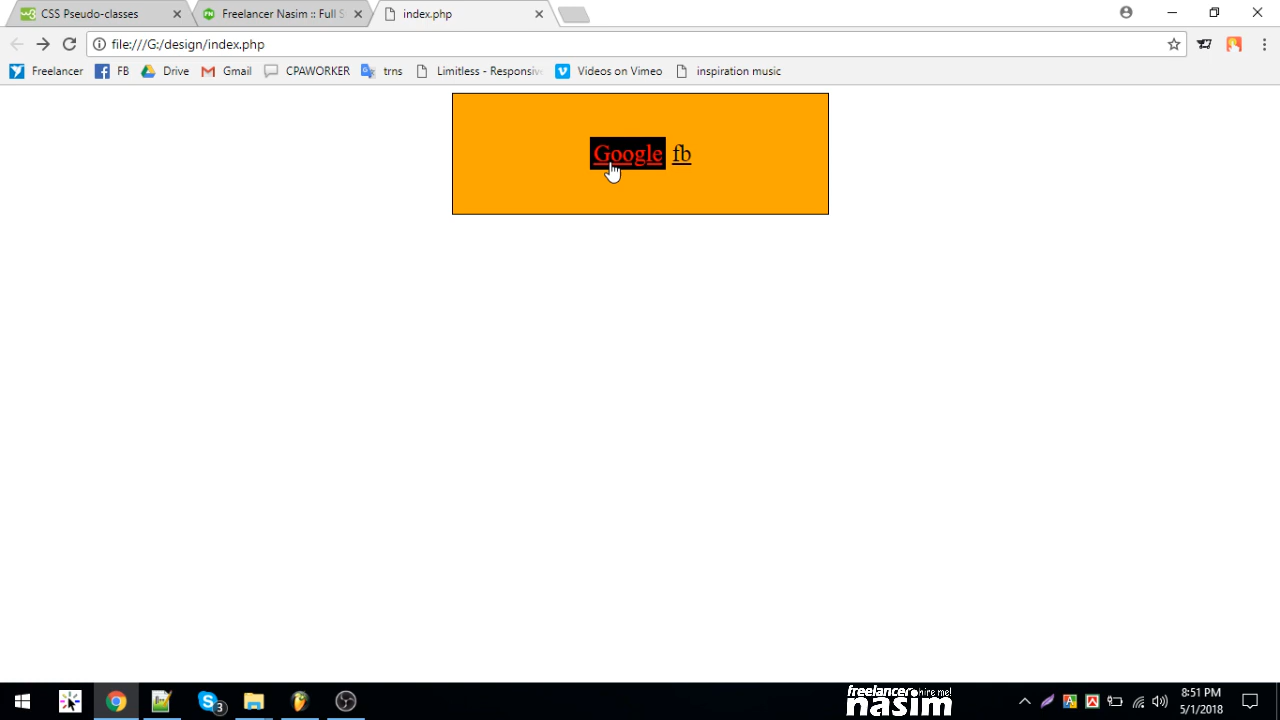 CSS Pseudo-classes
Freelancer Nasim :: Full S
index.php
file:///G:/design/index.php
Freelancer FB Drive Gmail CPAWORKER trns Limitless - Responsiv Videos on Vimeo inspiration music
Google fb
3
freelancer hire me!
nasim
8:51 PM
5/1/2018